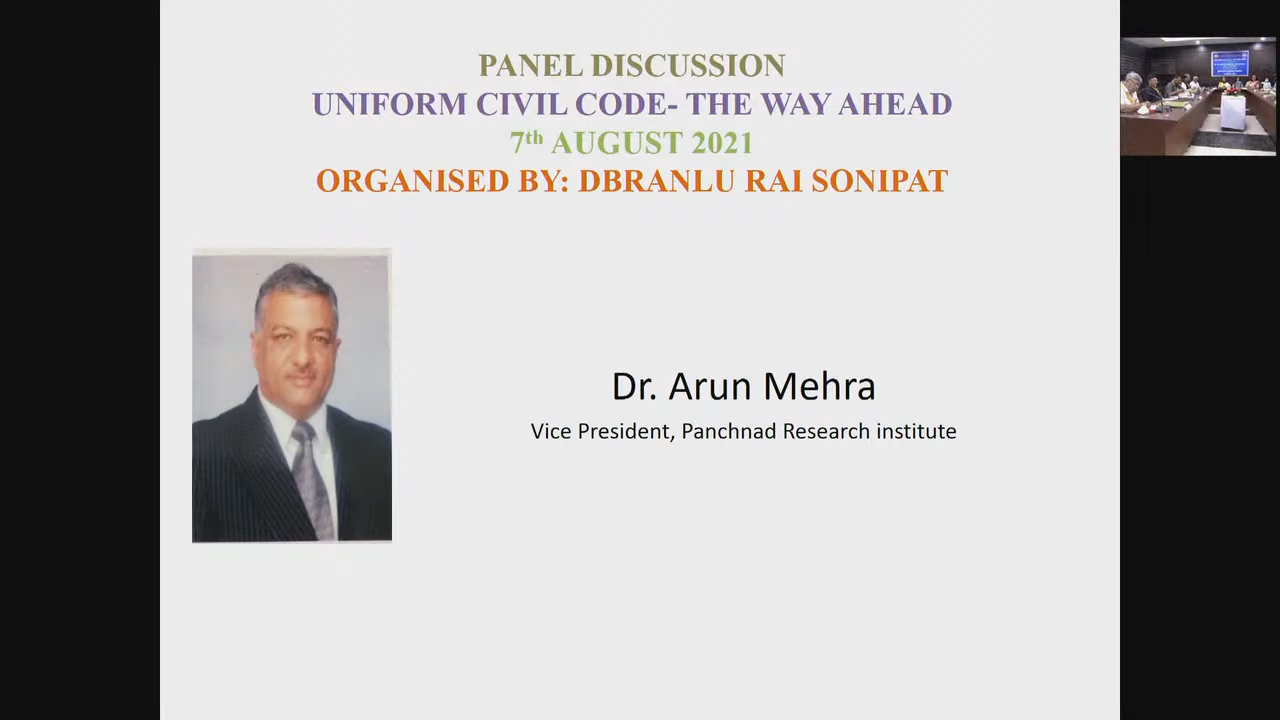 PANEL DISCUSSION
UNIFORM CIVIL CODE- THE WAY AHEAD
7th AUGUST 2021
ORGANISED BY: DBRANLU RAI SONIPAT
Dr. Arun Mehra
Vice President, Panchnad Research institute